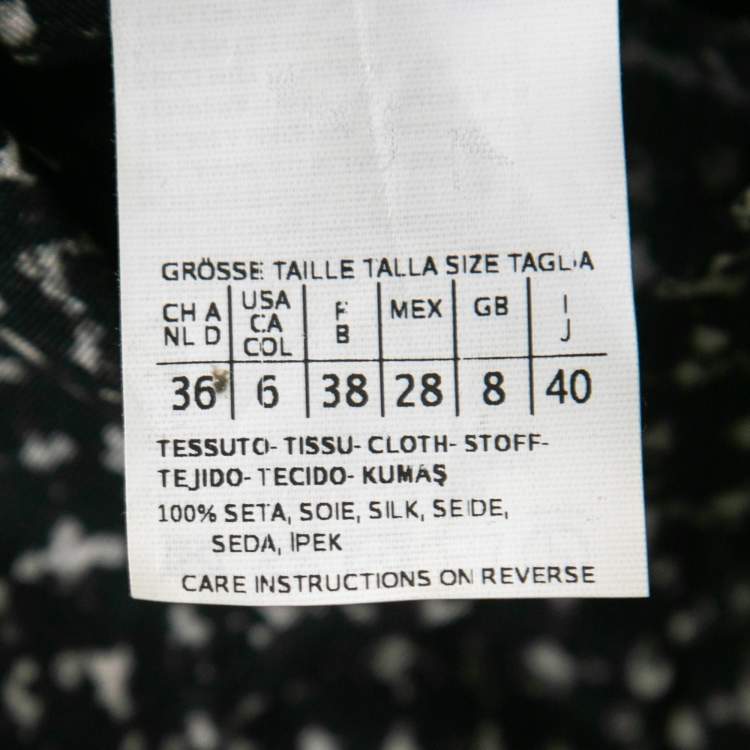 GRÖSSE TAILLE TALLA SIZE TAGLIA
CH A USA F MEX GB I
NL D CA B J
COL
36 6 38 28 8 40
TESSUTO- TISSU- CLOTH- STOFF-
TEJIDO- TECIDO- KUMAŞ
100% SETA, SOIE, SILK, SEIDE,
SEDA, IPEK
CARE INSTRUCTIONS ON REVERSE